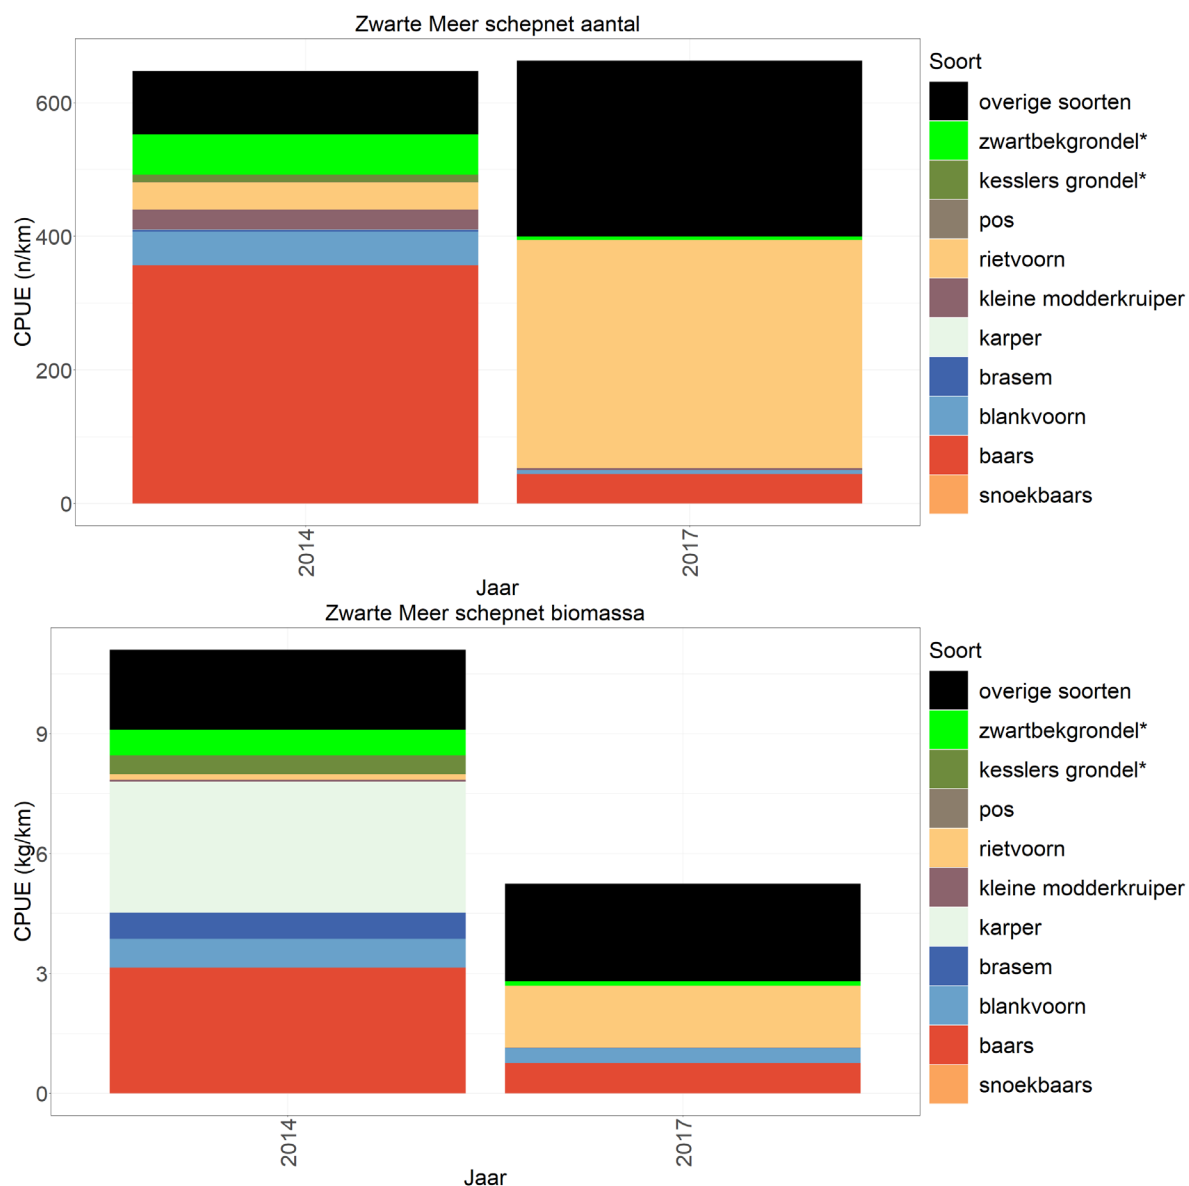 Zwarte Meer schepnet aantal
CPUE (n/km)
600
400
200
0
2014
2017
Jaar
Soort
overige soorten
zwartbekgrondel*
kesslers grondel*
pos
rietvoorn
kleine modderkruiper
karper
brasem
blankvoorn
baars
snoekbaars
Zwarte Meer schepnet biomassa
CPUE (kg/km)
9
6
3
0
2014
2017
Jaar
Soort
overige soorten
zwartbekgrondel*
kesslers grondel*
pos
rietvoorn
kleine modderkruiper
karper
brasem
blankvoorn
baars
snoekbaars